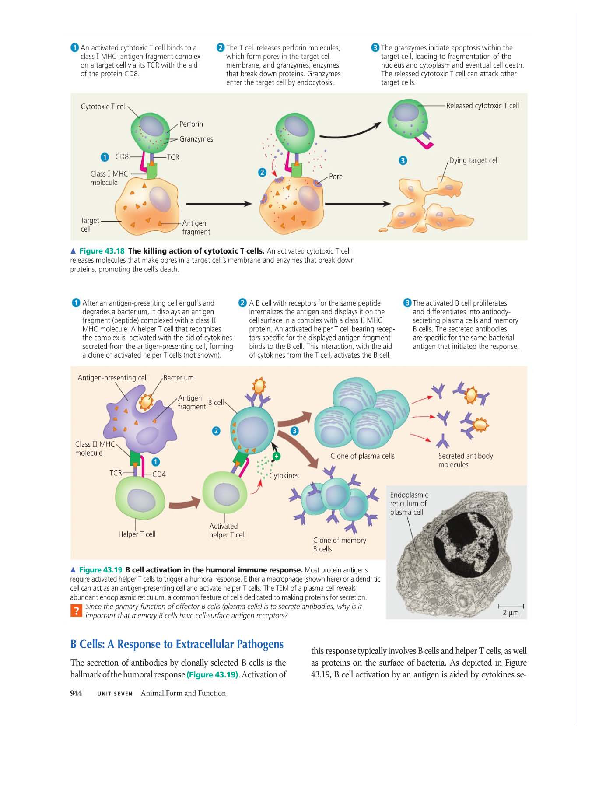 1 An activated cytotoxic T cell binds to a
class I MHC–antigen fragment complex
on a target cell via its TCR with the aid
of the protein CD8.
2 The T cell releases perforin molecules,
which form pores in the target cell
membrane, and granzymes, enzymes
that break down proteins. Granzymes
enter the target cell by endocytosis.
3 The granzymes initiate apoptosis within the
target cell, leading to fragmentation of the
nucleus and cytoplasm and eventual cell death.
The released cytotoxic T cell can attack other
target cells.
Cytotoxic T cell
Perforin
Granzymes
1
CD8
TCR
Class I MHC
molecule
Target
cell
Antigen
fragment
2
Pore
Released cytotoxic T cell
3
Dying target cell
▲ Figure 43.18 The killing action of cytotoxic T cells. An activated cytotoxic T cell
releases molecules that make pores in a target cell's membrane and enzymes that break down
proteins, promoting the cell's death.
1 After an antigen-presenting cell engulfs and
degrades a bacterium, it displays an antigen
fragment (peptide) complexed with a class II
MHC molecule. A helper T cell that recognizes
the complex is activated with the aid of cytokines
secreted from the antigen-presenting cell, forming
a clone of activated helper T cells (not shown).
2 A B cell with receptors for the same peptide
internalizes the antigen and displays it on the
cell surface in a complex with a class II MHC
protein. An activated helper T cell bearing recep-
tors specific for the displayed antigen fragment
binds to the B cell. This interaction, with the aid
of cytokines from the T cell, activates the B cell.
3 The activated B cell proliferates
and differentiates into antibody-
secreting plasma cells and memory
B cells. The secreted antibodies
are specific for the same bacterial
antigen that initiated the response.
Antigen-presenting cell
Bacterium
Antigen
fragment
B cell
Class II MHC
molecule
1
TCR
CD4
Helper T cell
2
3
+
Cytokines
Activated
helper T cell
Clone of plasma cells
Secreted antibody
molecules
Clone of memory
B cells
Endoplasmic
reticulum of
plasma cell
2 µm
▲ Figure 43.19 B cell activation in the humoral immune response. Most protein antigens
require activated helper T cells to trigger a humoral response. Either a macrophage (shown here) or a dendritic
cell can act as an antigen-presenting cell and activate helper T cells. The TEM of a plasma cell reveals
abundant endoplasmic reticulum, a common feature of cells dedicated to making proteins for secretion.
? Since the primary function of effector B cells (plasma cells) is to secrete antibodies, why is it
important that memory B cells have cell-surface antigen receptors?
B Cells: A Response to Extracellular Pathogens
The secretion of antibodies by clonally selected B cells is the
hallmark of the humoral response (Figure 43.19). Activation of
this response typically involves B cells and helper T cells, as well
as proteins on the surface of bacteria. As depicted in Figure
43.19, B cell activation by an antigen is aided by cytokines se-
944 UNIT SEVEN Animal Form and Function